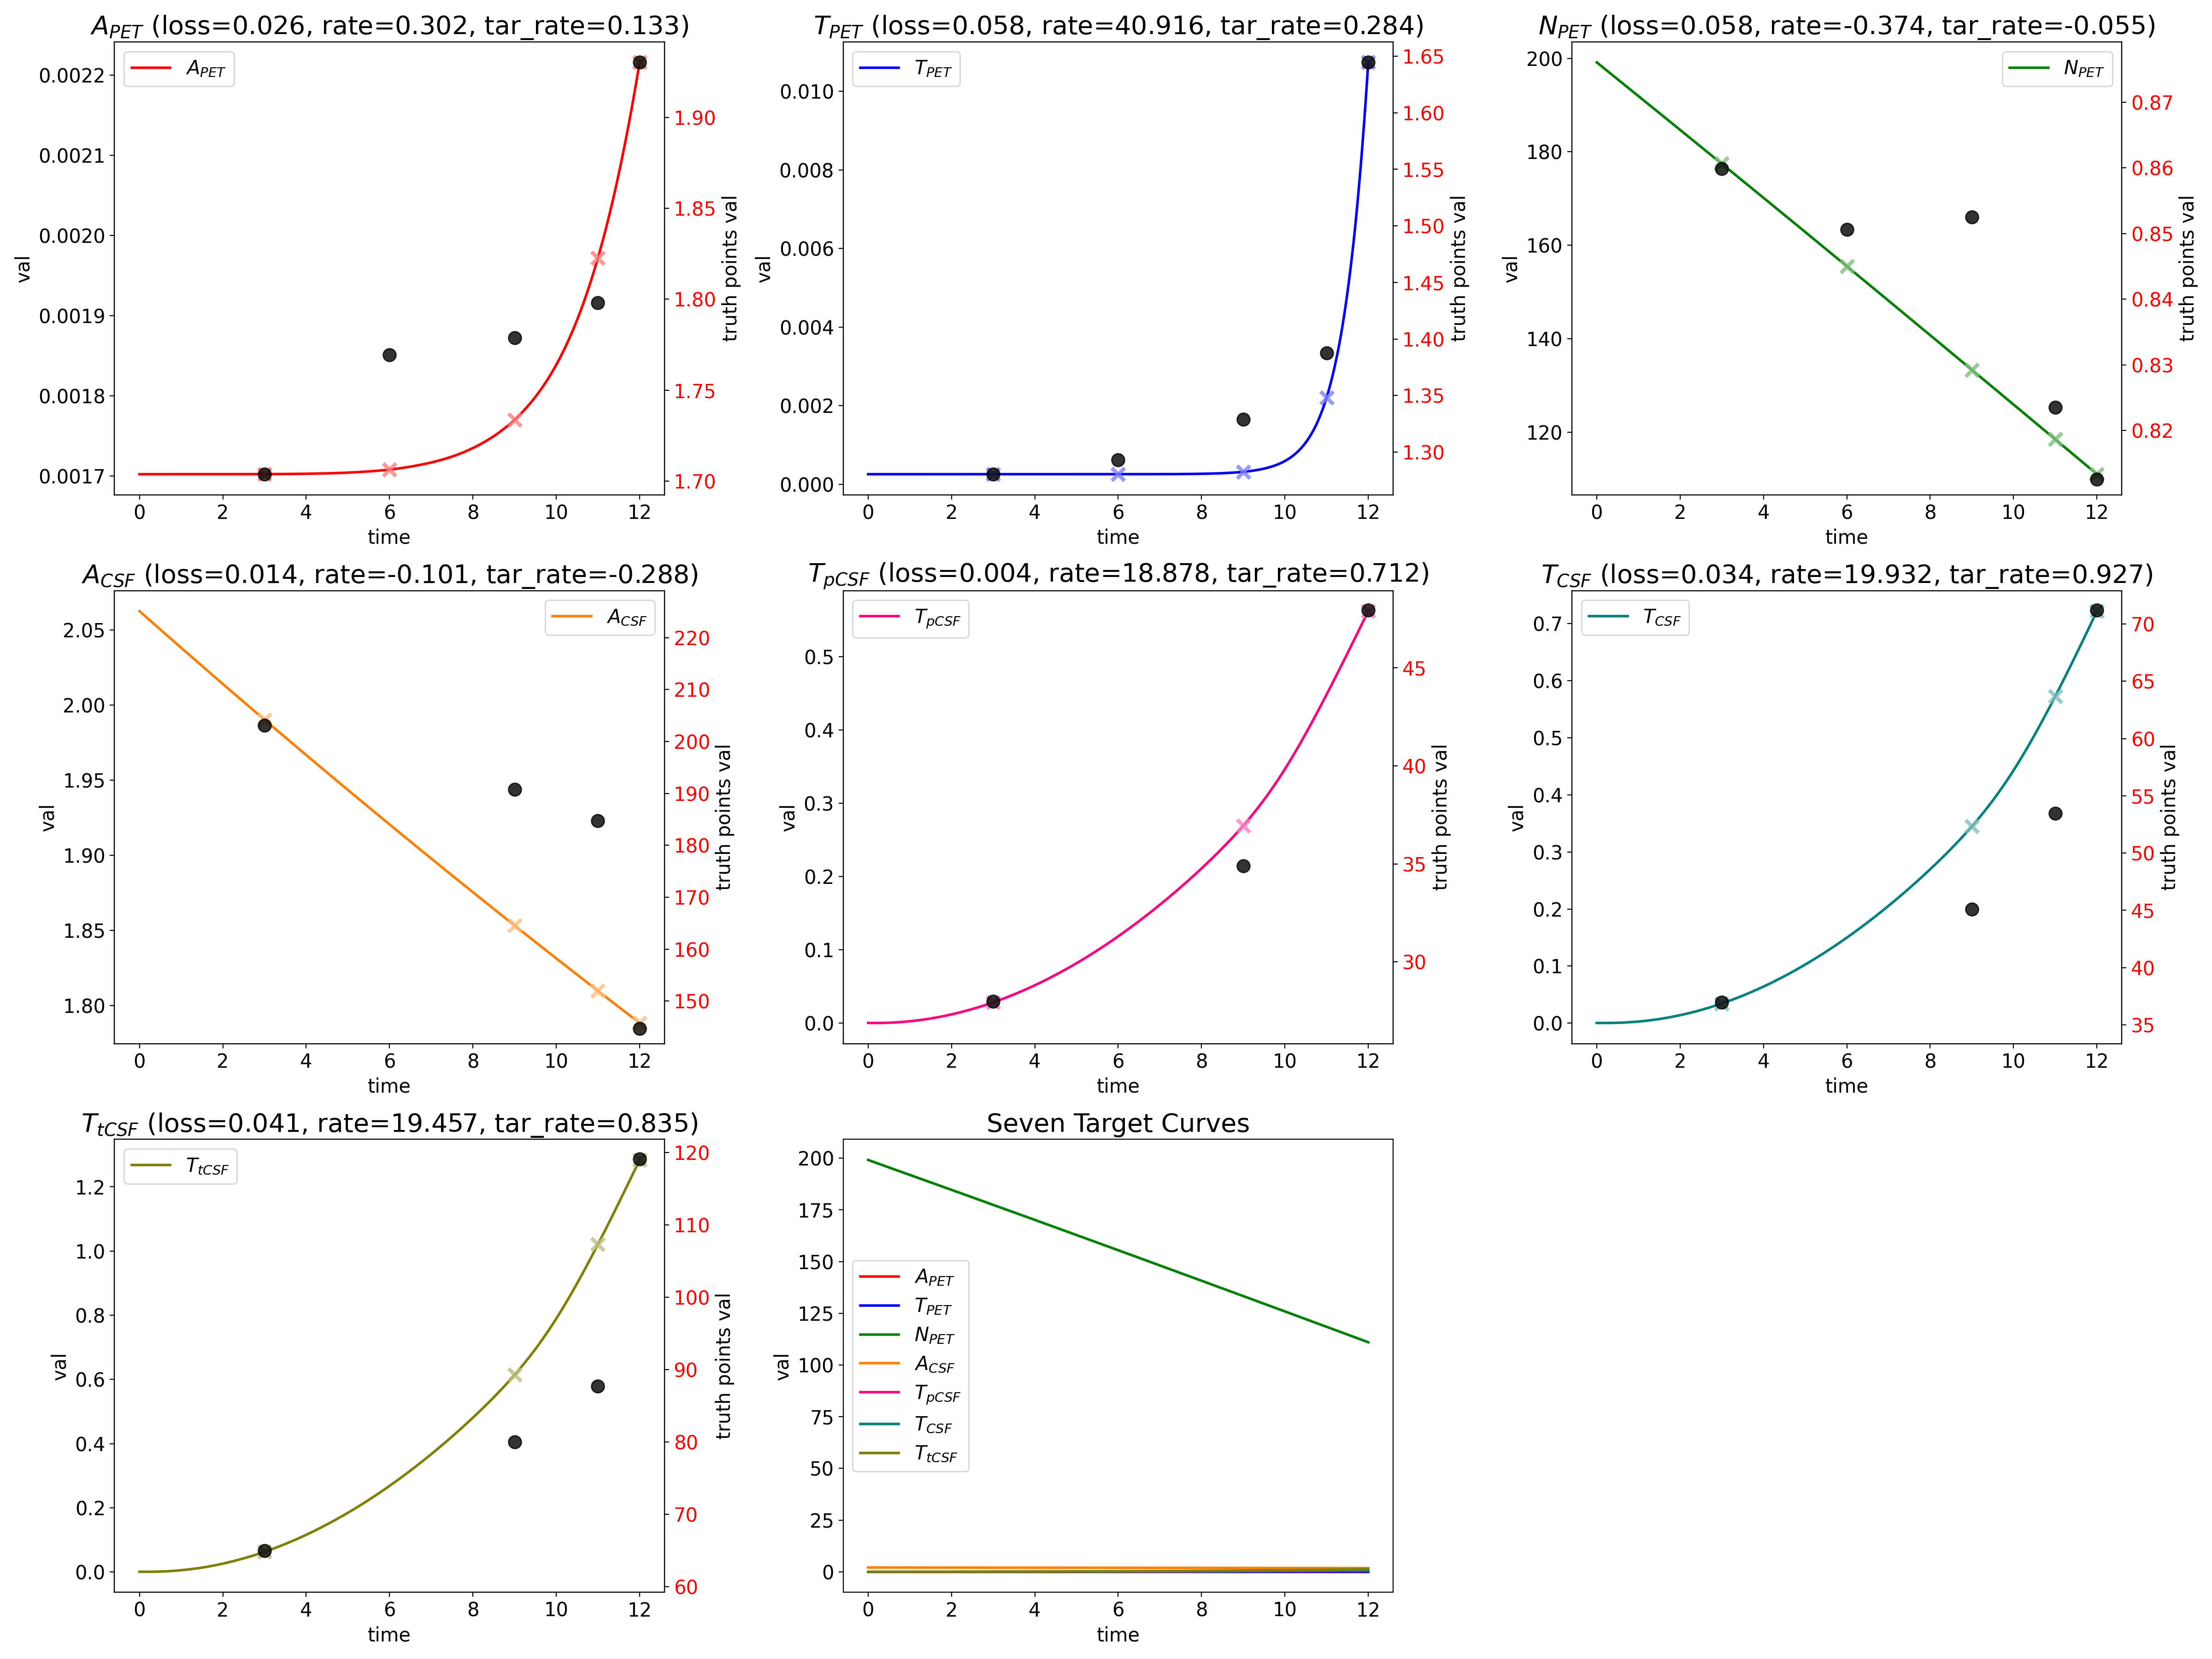 A_PET (loss=0.026, rate=0.302, tar_rate=0.133)
A_PET
0.0022
0.0021
0.0020
0.0019
0.0018
0.0017
val
1.90
1.85
1.80
1.75
1.70
truth points val
0 2 4 6 8 10 12
time
T_PET (loss=0.058, rate=40.916, tar_rate=0.284)
T_PET
0.010
0.008
0.006
0.004
0.002
0.000
val
1.65
1.60
1.55
1.50
1.45
1.40
1.35
1.30
truth points val
0 2 4 6 8 10 12
time
N_PET (loss=0.058, rate=-0.374, tar_rate=-0.055)
N_PET
200
180
160
140
120
val
0.87
0.86
0.85
0.84
0.83
0.82
truth points val
0 2 4 6 8 10 12
time
A_CSF (loss=0.014, rate=-0.101, tar_rate=-0.288)
A_CSF
2.05
2.00
1.95
1.90
1.85
1.80
val
220
210
200
190
180
170
160
150
truth points val
0 2 4 6 8 10 12
time
T_pCSF (loss=0.004, rate=18.878, tar_rate=0.712)
T_pCSF
0.5
0.4
0.3
0.2
0.1
0.0
val
45
40
35
30
truth points val
0 2 4 6 8 10 12
time
T_CSF (loss=0.034, rate=19.932, tar_rate=0.927)
T_CSF
0.7
0.6
0.5
0.4
0.3
0.2
0.1
0.0
val
70
65
60
55
50
45
40
35
truth points val
0 2 4 6 8 10 12
time
T_tCSF (loss=0.041, rate=19.457, tar_rate=0.835)
T_tCSF
1.2
1.0
0.8
0.6
0.4
0.2
0.0
val
120
110
100
90
80
70
60
truth points val
0 2 4 6 8 10 12
time
Seven Target Curves
200
175
150
125
100
75
50
25
0
val
A_PET
T_PET
N_PET
A_CSF
T_pCSF
T_CSF
T_tCSF
0 2 4 6 8 10 12
time